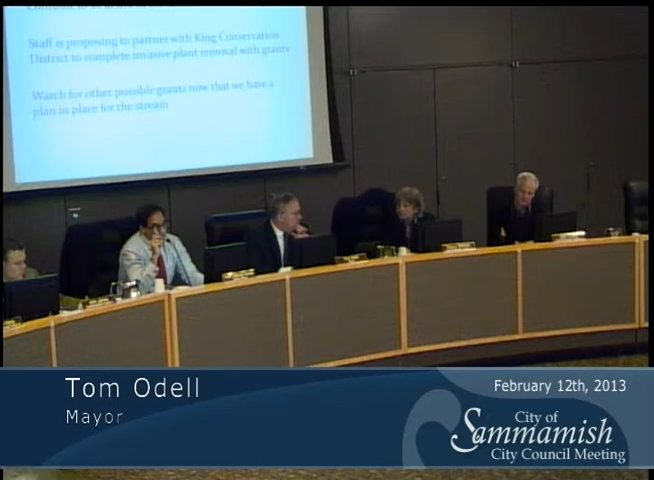 Staff is proposing to partner with King Conservation
District to complete invasive plant removal with grants
Watch for other possible grants now that we have a
plan in place for the stream
Tom Odell
Mayor
February 12th, 2013
City of
Sammamish
City Council Meeting